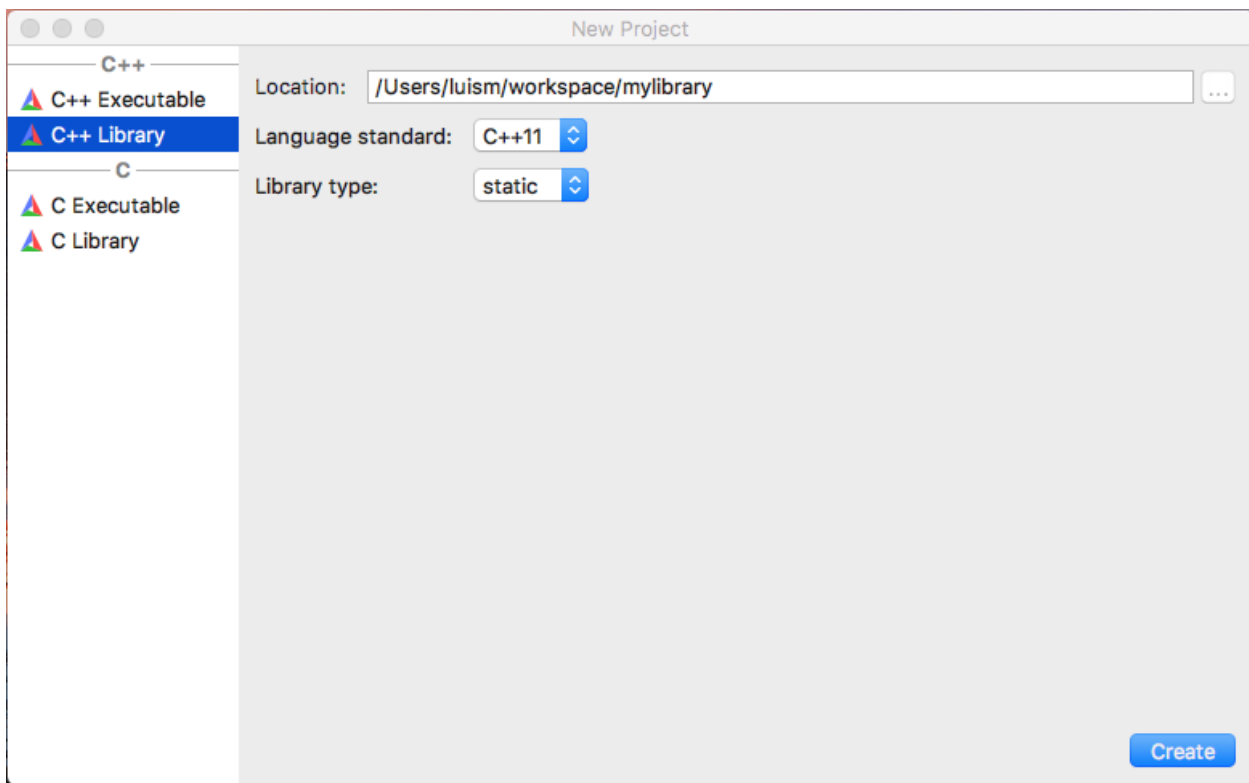 New Project
C++
C++ Executable
C++ Library
C
C Executable
C Library
Location: /Users/luism/workspace/mylibrary ...
Language standard: C++11
Library type: static
Create